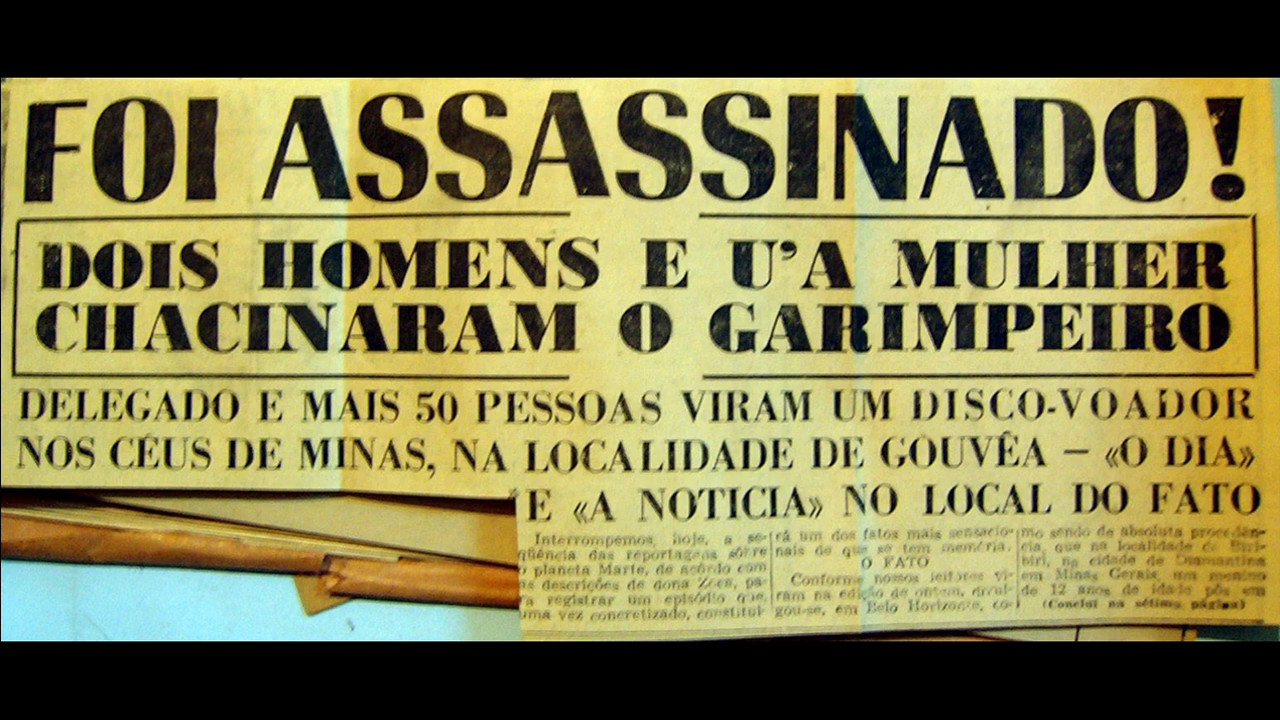 FOI ASSASSINADO!
DOIS HOMENS E U'A MULHER
CHACINARAM O GARIMPEIRO
DELEGADO E MAIS 50 PESSOAS VIRAM UM DISCO-VOADOR
NOS CÉUS DE MINAS, NA LOCALIDADE DE GOUVÊA — «O DIA»
E «A NOTICIA» NO LOCAL DO FATO
Interrompemos, hoje, a se-
qüência das reportagens sôbre
o planeta Marte, de acôrdo com
as descrições de dona Zeca, pa-
ra registrar um episódio que,
uma vez concretizado, constitui-
rá um dos fatos mais sensacio-
nais de que se tem memória.
O FATO
Conforme nossos leitores vi-
ram na edição de ontem, divul-
gou-se, em Belo Horizonte, co-
mo sendo de absoluta procedên-
cia, que na localidade de Biri-
biri, na cidade de Diamantina
em Minas Gerais, um menino
de 12 anos de idade pôs em
(Conclui na sétima página)